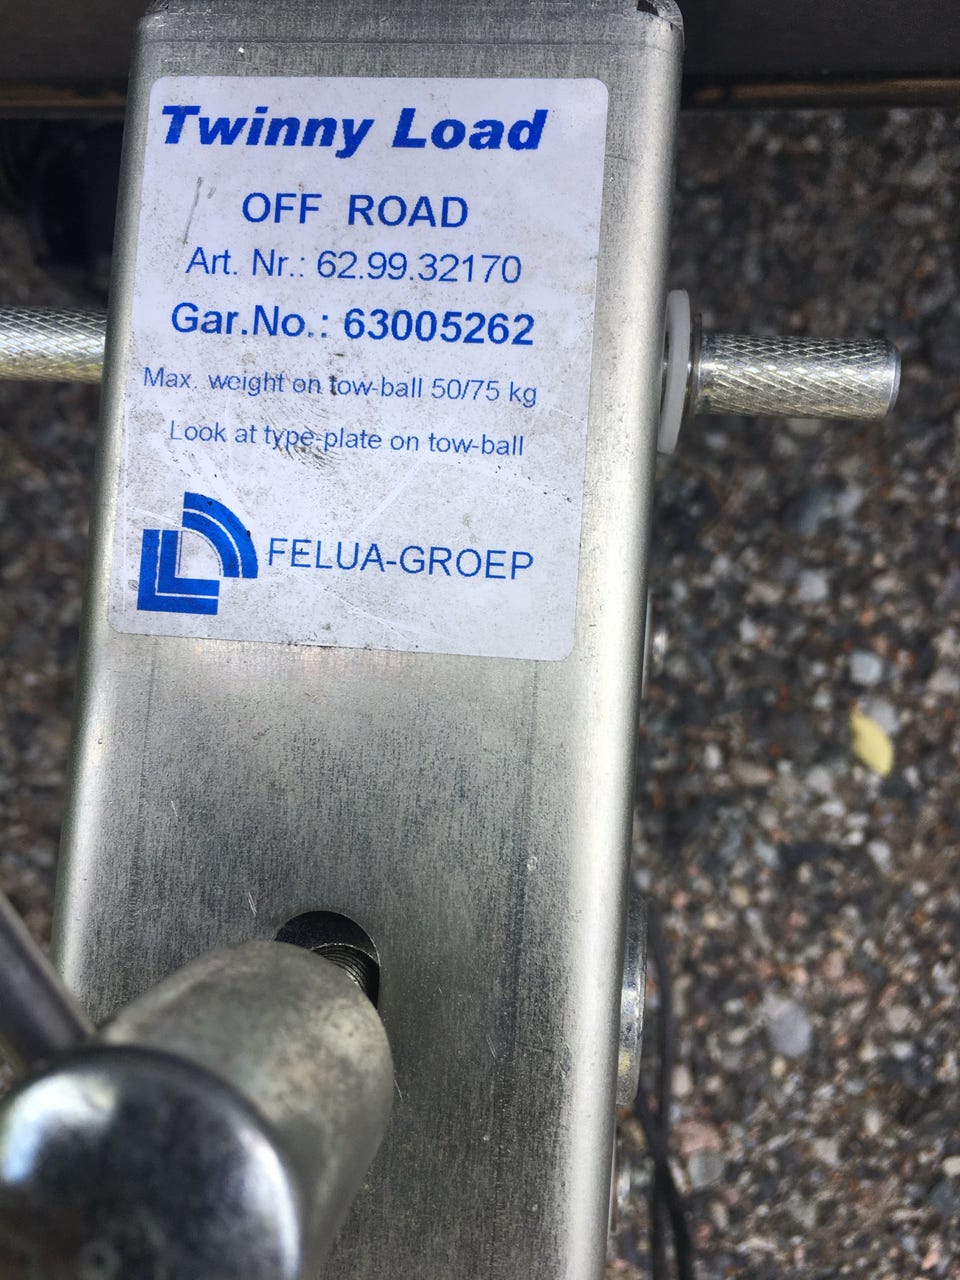 Twinny Load
OFF ROAD
Art. Nr.: 62.99.32170
Gar.No.: 63005262
Max. weight on tow-ball 50/75 kg
Look at type-plate on tow-ball
FELUA-GROEP